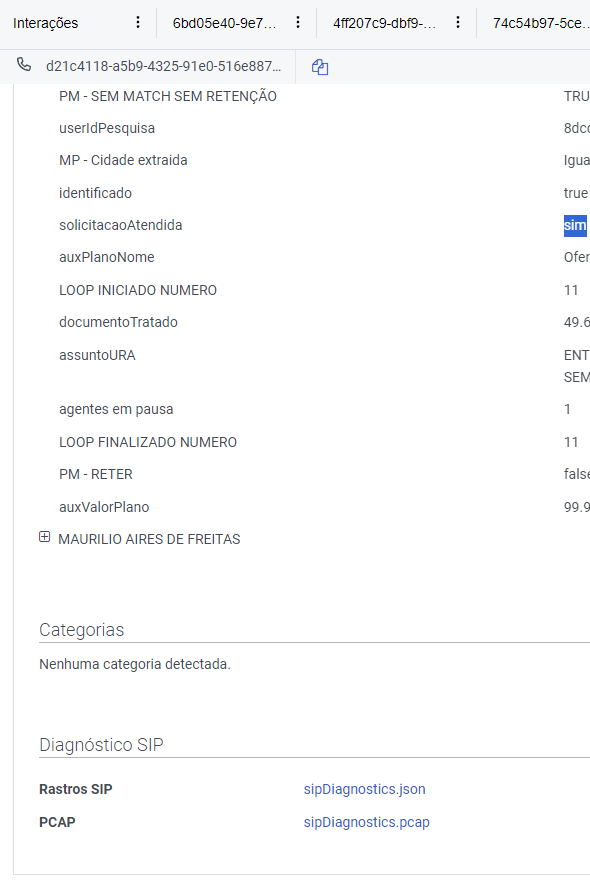 Interações 6bd05e40-9e7... 4ff207c9-dbf9-... 74c54b97-5ce...
d21c4118-a5b9-4325-91e0-516e887...
PM - SEM MATCH SEM RETENÇÃO TRU
userIdPesquisa 8dcc
MP - Cidade extraida Igua
identificado true
solicitacaoAtendida sim
auxPlanoNome Ofer
LOOP INICIADO NUMERO 11
documentoTratado 49.6
assuntoURA ENT
SEM
agentes em pausa 1
LOOP FINALIZADO NUMERO 11
PM - RETER false
auxValorPlano 99.9
MAURILIO AIRES DE FREITAS
Categorias
Nenhuma categoria detectada.
Diagnóstico SIP
Rastros SIP sipDiagnostics.json
PCAP sipDiagnostics.pcap